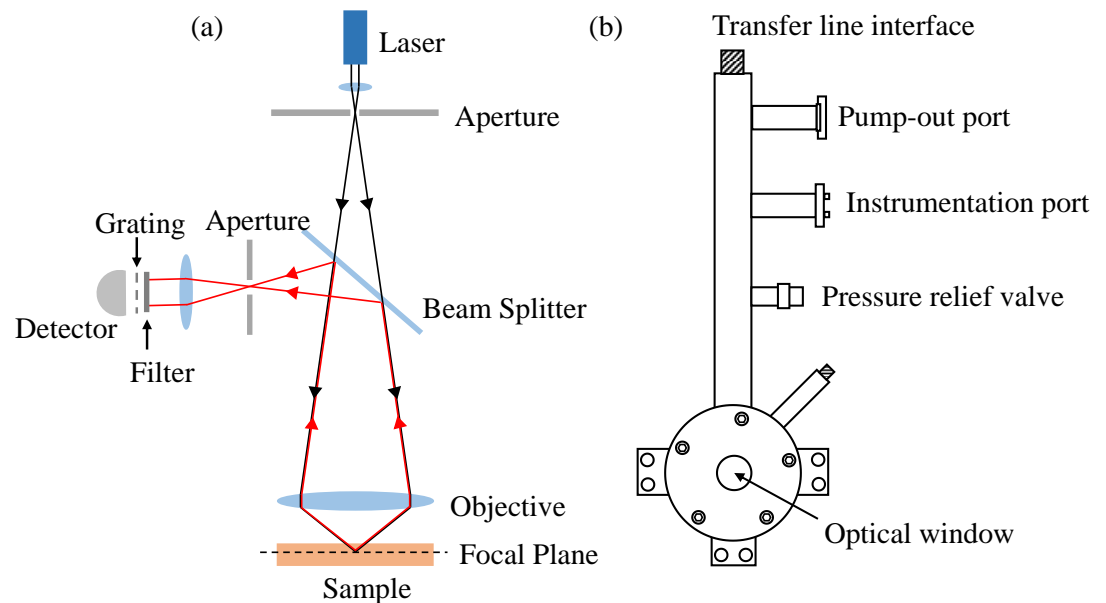 (a)
Laser
Aperture
Aperture
Grating
Beam Splitter
Detector
Filter
Objective
Focal Plane
Sample
(b)
Transfer line interface
Pump-out port
Instrumentation port
Pressure relief valve
Optical window